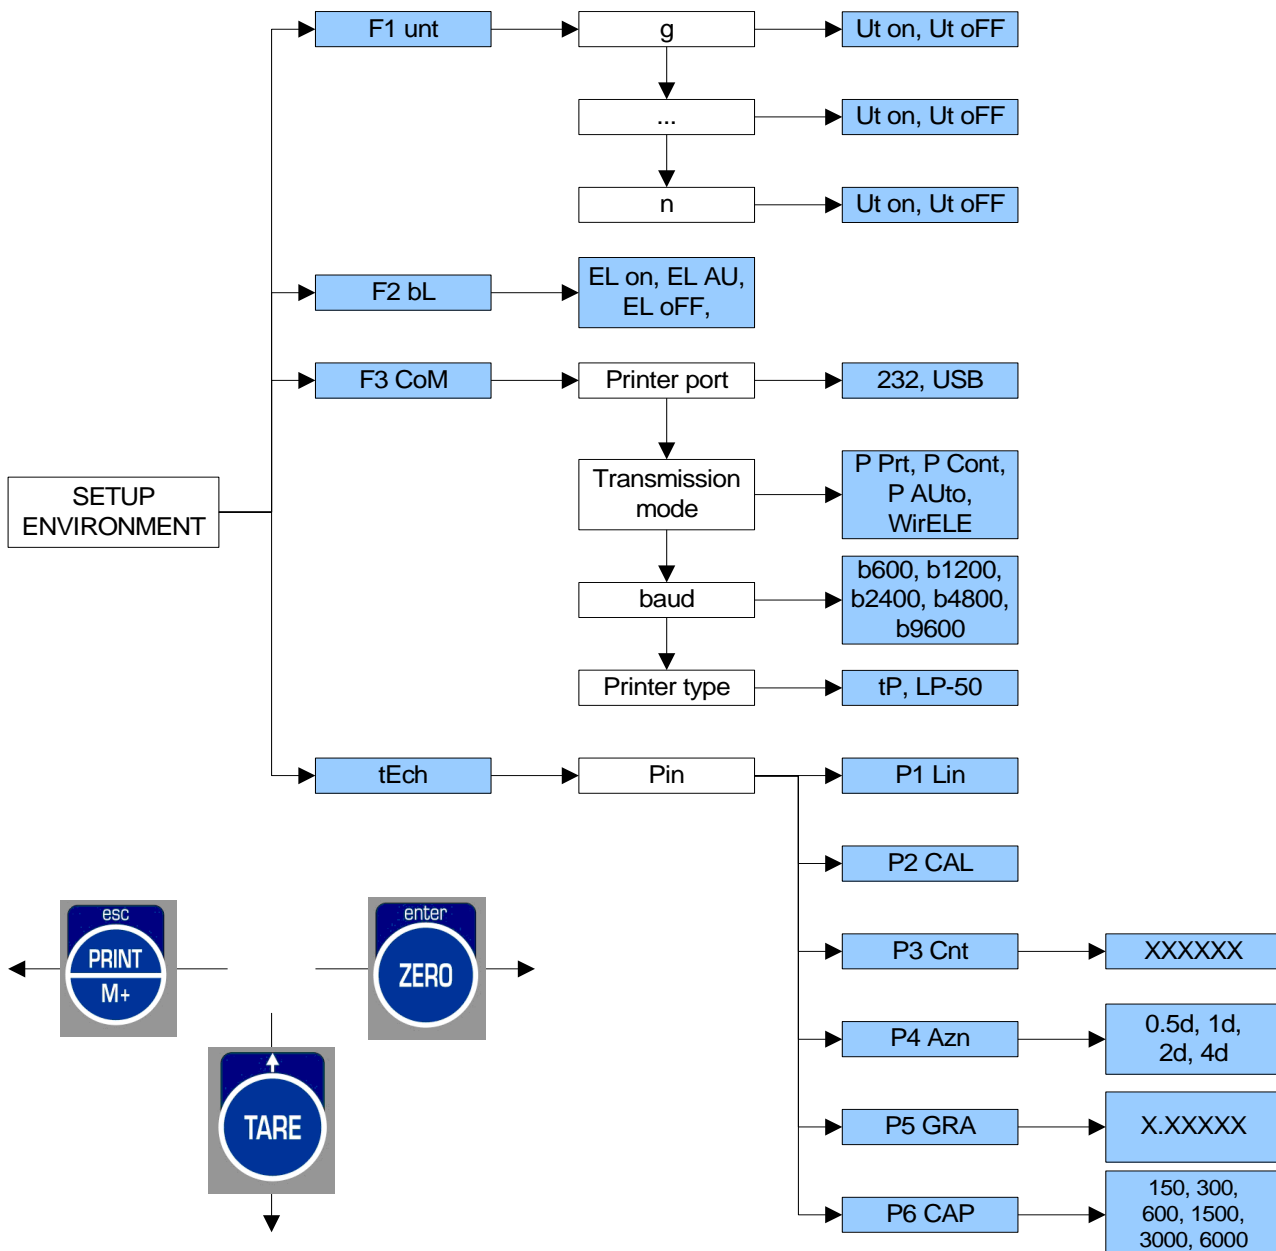 F1 unt
g
Ut on, Ut oFF
...
Ut on, Ut oFF
n
Ut on, Ut oFF
F2 bL
EL on, EL AU,
EL oFF,
F3 CoM
Printer port
232, USB
SETUP
ENVIRONMENT
Transmission
mode
P Prt, P Cont,
P AUto,
WirELE
baud
b600, b1200,
b2400, b4800,
b9600
Printer type
tP, LP-50
tEch
Pin
P1 Lin
P2 CAL
P3 Cnt
XXXXXX
P4 Azn
0.5d, 1d,
2d, 4d
P5 GRA
X.XXXXX
P6 CAP
150, 300,
600, 1500,
3000, 6000
esc
PRINT
M+
enter
ZERO
TARE